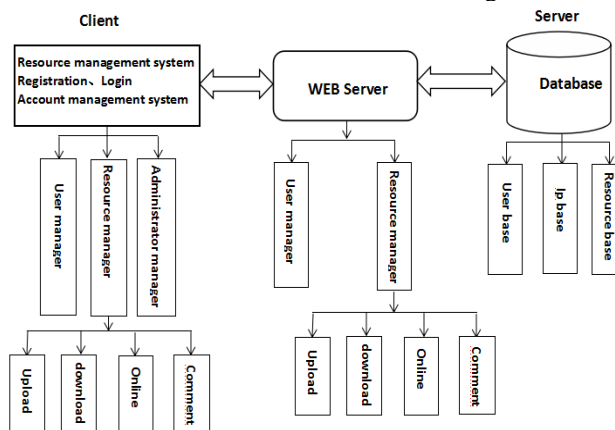 Client
Server
Resource management system
Registration、Login
Account management system
WEB Server
Database
User manager
Resource manager
Administrator manager
User manager
Resource manager
User base
Ip base
Resource base
Upload
download
Online
Comment
Upload
download
Online
Comment